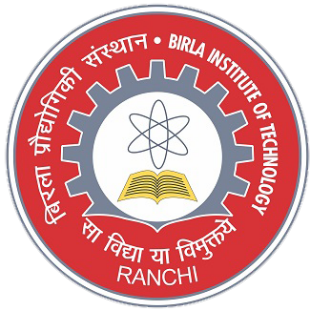 बिरला प्रौद्योगिकी संस्थान • BIRLA INSTITUTE OF TECHNOLOGY
सा विद्या या विमुक्तये
RANCHI